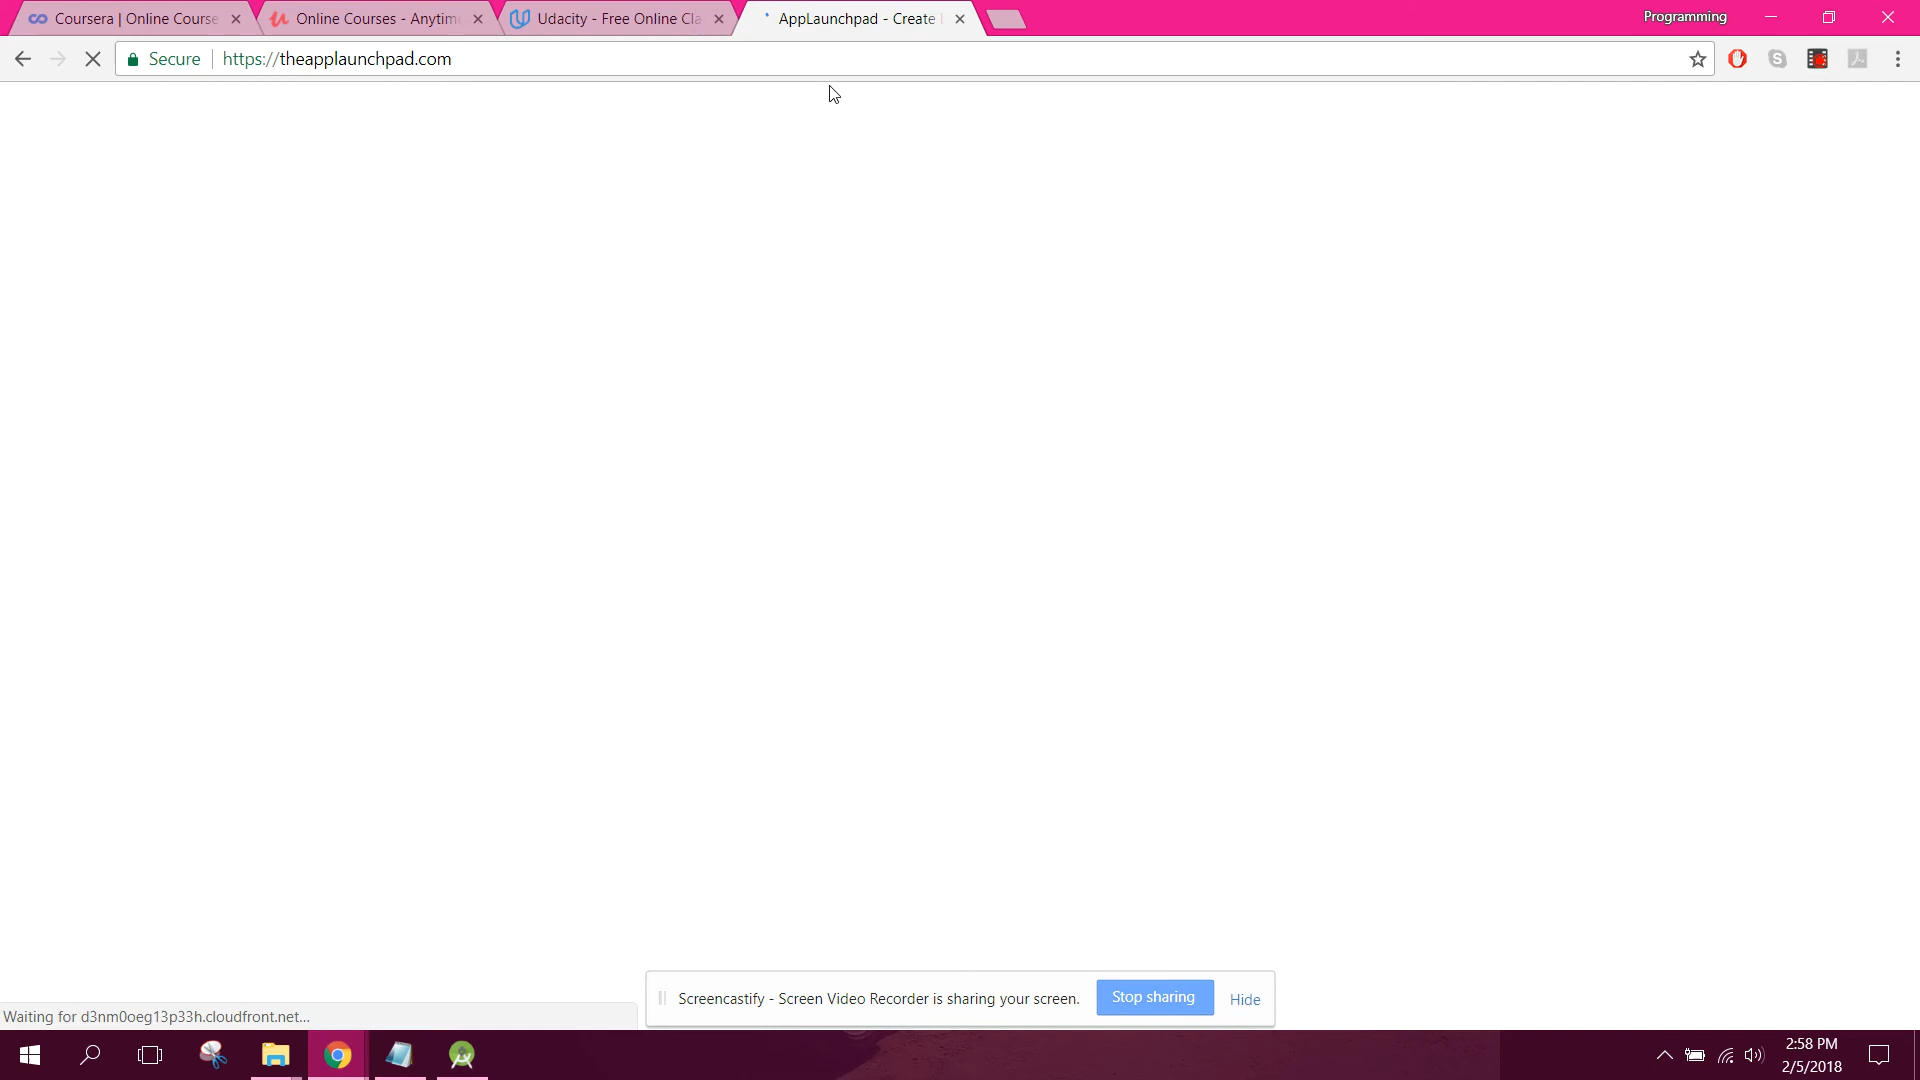 Coursera | Online Course
Online Courses - Anytim
Udacity - Free Online Cla
AppLaunchpad - Create
Programming
Secure
https://theapplaunchpad.com
Screencastify - Screen Video Recorder is sharing your screen.
Stop sharing
Hide
Waiting for d3nm0oeg13p33h.cloudfront.net...
2:58 PM
2/5/2018